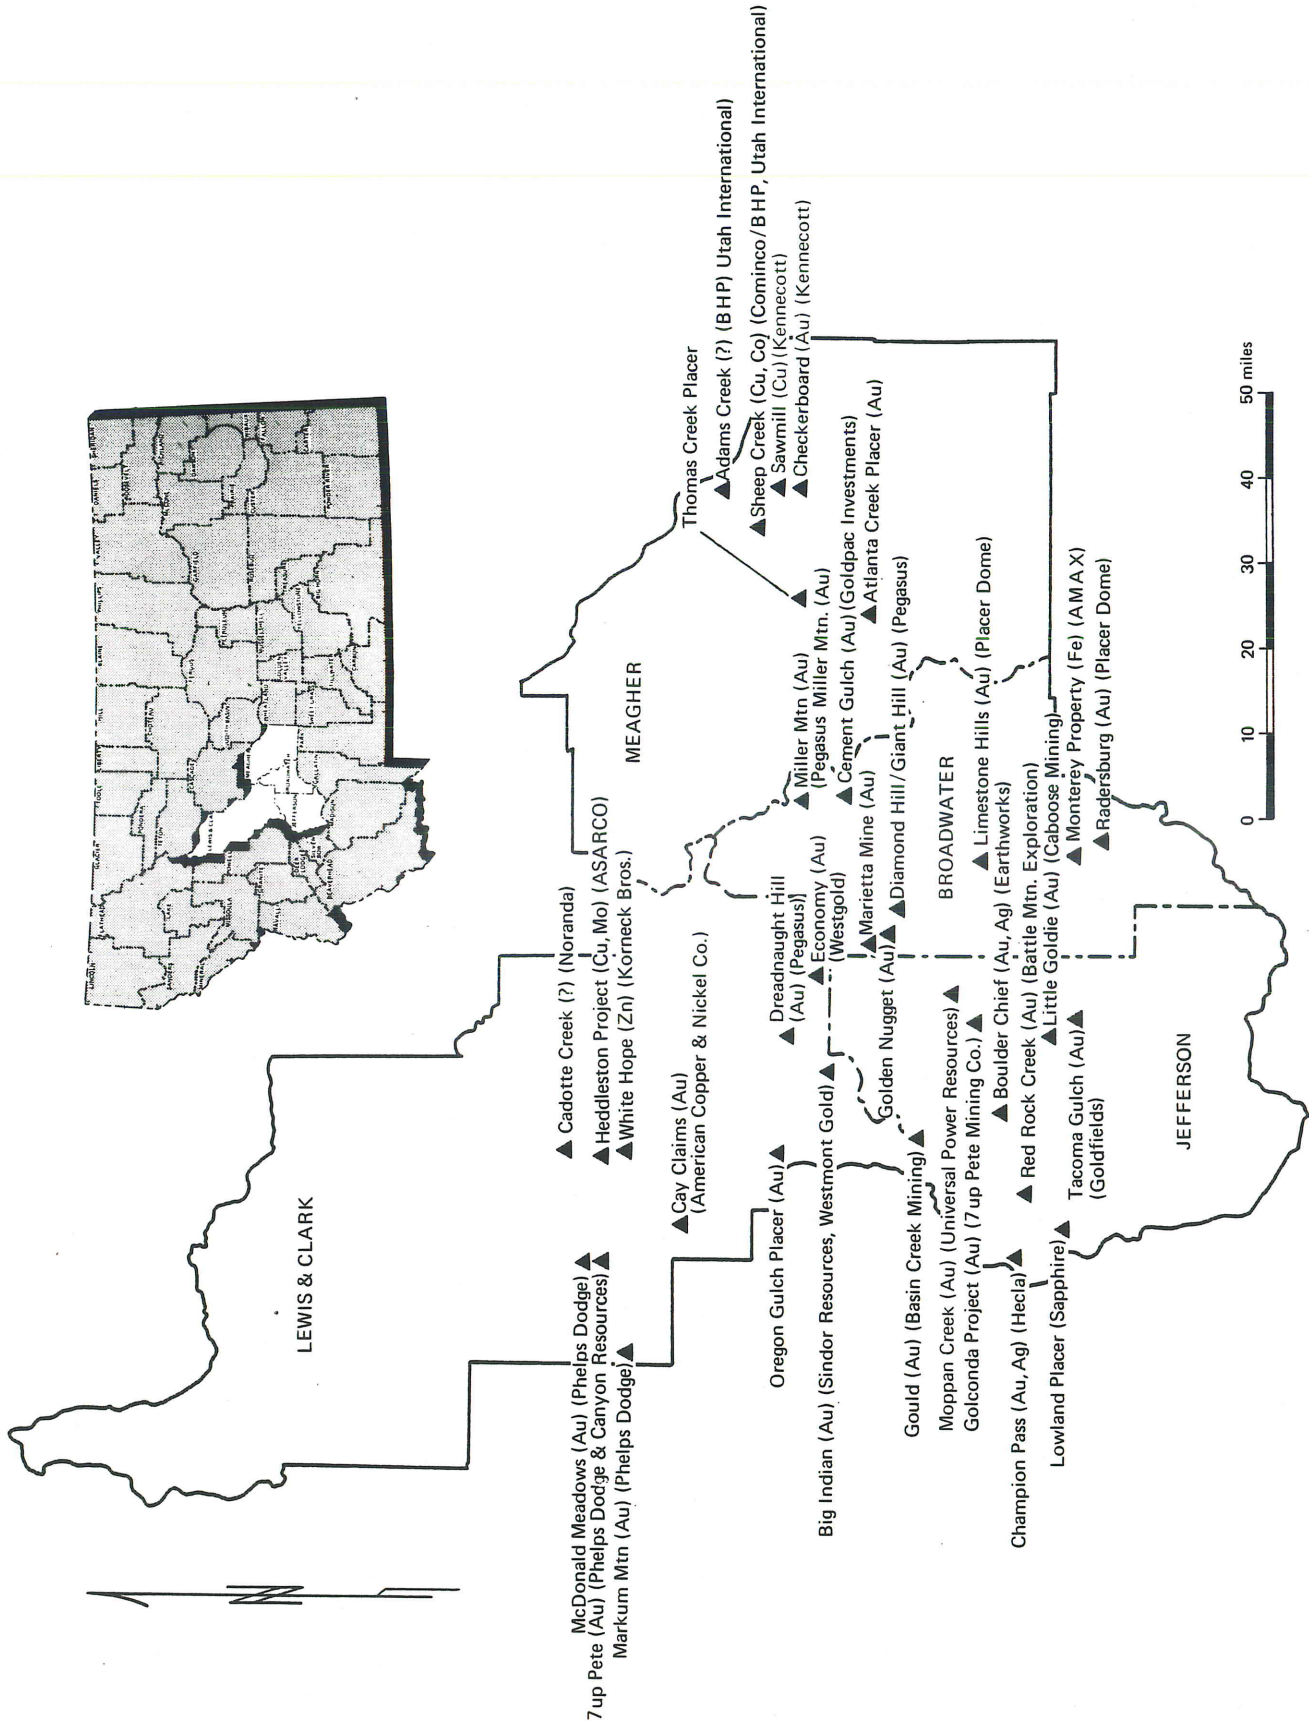 LEWIS & CLARK
MEAGHER
BROADWATER
JEFFERSON
McDonald Meadows (Au) (Phelps Dodge)
7up Pete (Au) (Phelps Dodge & Canyon Resources)
Markum Mtn (Au) (Phelps Dodge)
Cadotte Creek (?) (Noranda)
Heddleston Project (Cu, Mo) (ASARCO)
White Hope (Zn) (Korneck Bros.)
Cay Claims (Au)
(American Copper & Nickel Co.)
Oregon Gulch Placer (Au)
Big Indian (Au) (Sindor Resources, Westmont Gold)
Dreadnaught Hill
(Au) (Pegasus)
Economy (Au)
(Westgold)
Marietta Mine (Au)
Golden Nugget (Au)
Diamond Hill/Giant Hill (Au) (Pegasus)
Thomas Creek Placer
Miller Mtn (Au)
(Pegasus Miller Mtn. (Au)
Cement Gulch (Au) (Goldpac Investments)
Atlanta Creek Placer (Au)
Adams Creek (?) (BHP) Utah International)
Sheep Creek (Cu, Co) (Cominco/BHP, Utah International)
Sawmill (Cu) (Kennecott)
Checkerboard (Au) (Kennecott)
Gould (Au) (Basin Creek Mining)
Moppan Creek (Au) (Universal Power Resources)
Golconda Project (Au) (7up Pete Mining Co.)
Champion Pass (Au, Ag) (Hecla)
Lowland Placer (Sapphire)
Limestone Hills (Au) (Placer Dome)
Boulder Chief (Au, Ag) (Earthworks)
Red Rock Creek (Au) (Battle Mtn. Exploration)
Little Goldie (Au) (Caboose Mining)
Tacoma Gulch (Au)
(Goldfields)
Monterey Property (Fe) (AMAX)
Radersburg (Au) (Placer Dome)
0 10 20 30 40 50 miles